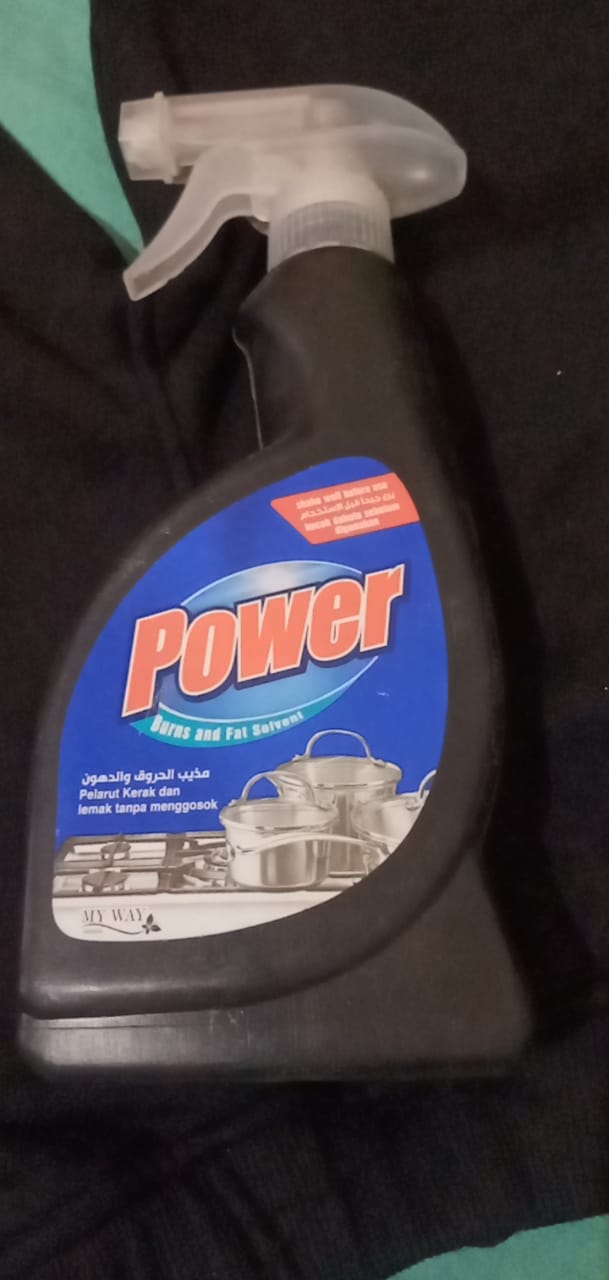 shake well before use
يرج جيداً قبل الاستخدام
kocok dahulu sebelum
digunakan
Power
Burns and Fat Solvent
مذيب الحروق والدهون
Pelarut Kerak dan
lemak tanpa menggosok
MY WAY